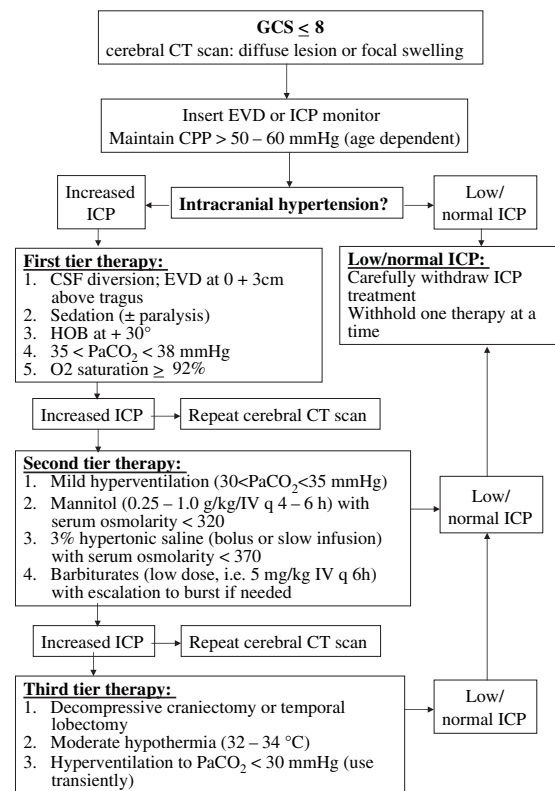 GCS ≤ 8
cerebral CT scan: diffuse lesion or focal swelling
Insert EVD or ICP monitor
Maintain CPP > 50 – 60 mmHg (age dependent)
Increased
ICP
Intracranial hypertension?
Low/
normal ICP
First tier therapy:
1. CSF diversion; EVD at 0 + 3cm
above tragus
2. Sedation (± paralysis)
3. HOB at + 30°
4. 35 < PaCO2 < 38 mmHg
5. O2 saturation ≥ 92%
Low/normal ICP:
Carefully withdraw ICP
treatment
Withhold one therapy at a
time
Increased ICP
Repeat cerebral CT scan
Second tier therapy:
1. Mild hyperventilation (30<PaCO2<35 mmHg)
2. Mannitol (0.25 – 1.0 g/kg/IV q 4 – 6 h) with
serum osmolarity < 320
3. 3% hypertonic saline (bolus or slow infusion)
with serum osmolarity
< 370
4. Barbiturates (low dose, i.e. 5 mg/kg IV q 6h)
with escalation to burst if needed
Low/
normal ICP
Increased ICP
Repeat cerebral CT scan
Third tier therapy:
1. Decompressive craniectomy or temporal
lobectomy
2. Moderate hypothermia (32 – 34 °C)
3. Hyperventilation to PaCO2 < 30 mmHg (use
transiently)
Low/
normal ICP